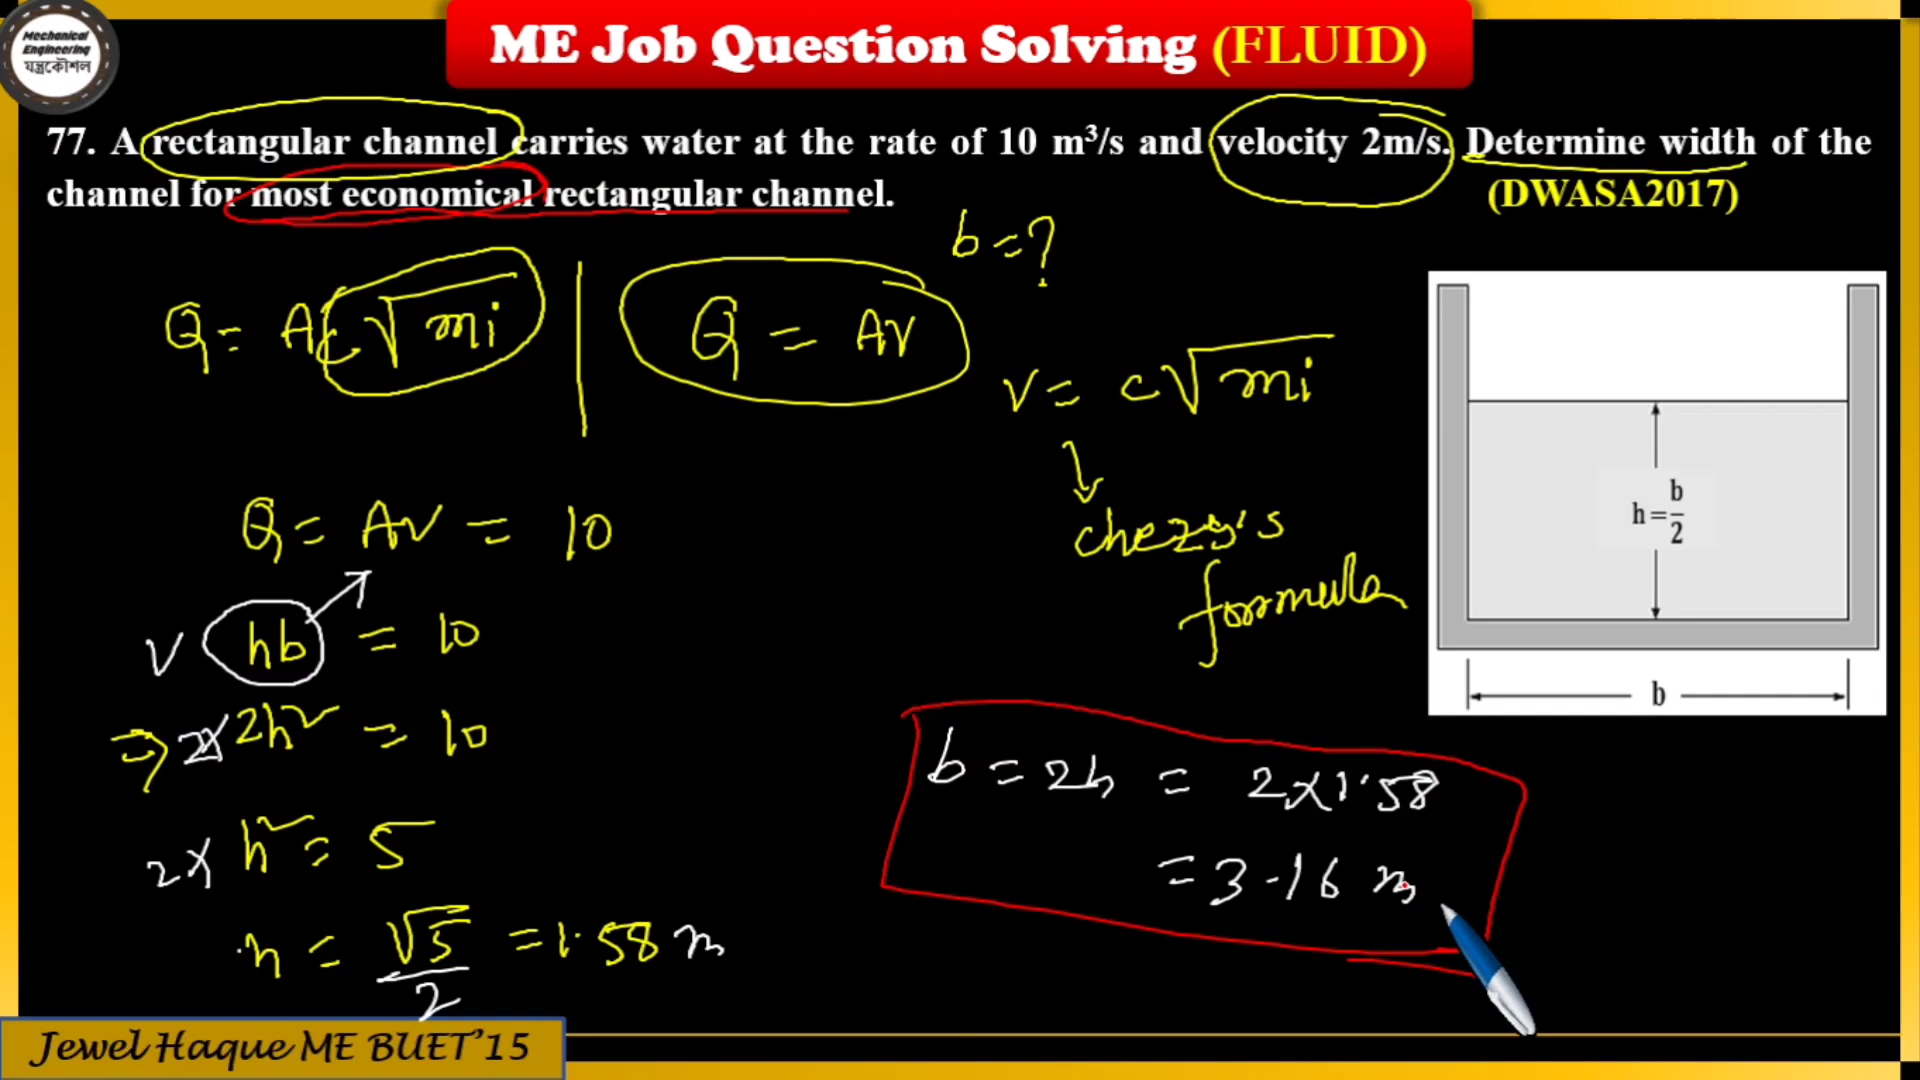 Mechanical
Engineering
যন্ত্রকৌশল
ME Job Question Solving (FLUID)
77. A rectangular channel carries water at the rate of 10 m³/s and velocity 2m/s. Determine width of the
channel for most economical rectangular channel. (DWASA2017)
b = ?
Q = AC√mi
Q = AV
V = C√mi
chezy's
formula
Q = AV = 10
V hb = 10
⇒ 2× 2h² = 10
2× h² = 5
h = √5/2 = 1.58 m
b = 2h = 2×1.58
= 3.16 m
h = b/2
b
Jewel Haque ME BUET'15